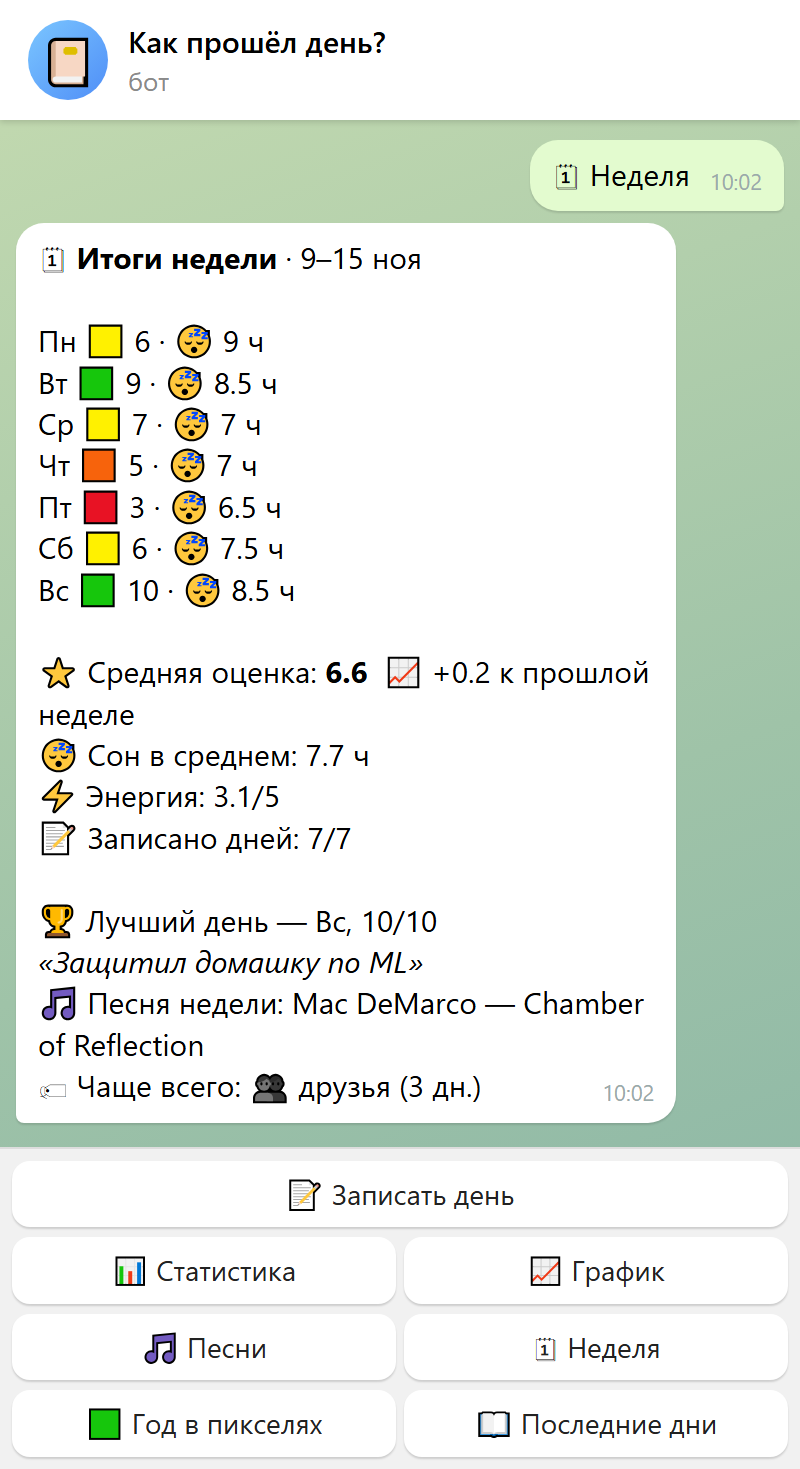 Как прошёл день?
бот
🗓 Неделя 10:02
🗓 Итоги недели · 9–15 ноя
Пн 🟨 6 · 😴 9 ч
Вт 🟩 9 · 😴 8.5 ч
Ср 🟨 7 · 😴 7 ч
Чт 🟧 5 · 😴 7 ч
Пт 🟥 3 · 😴 6.5 ч
Сб 🟨 6 · 😴 7.5 ч
Вс 🟩 10 · 😴 8.5 ч
⭐ Средняя оценка: 6.6 📈 +0.2 к прошлой
неделе
😴 Сон в среднем: 7.7 ч
⚡ Энергия: 3.1/5
📝 Записано дней: 7/7
🏆 Лучший день — Вс, 10/10
«Защитил домашку по ML»
🎵 Песня недели: Mac DeMarco — Chamber
of Reflection
🏷 Чаще всего: 👥 друзья (3 дн.) 10:02
📝 Записать день
📊 Статистика
📈 График
🎵 Песни
🗓 Неделя
🟩 Год в пикселях
📖 Последние дни